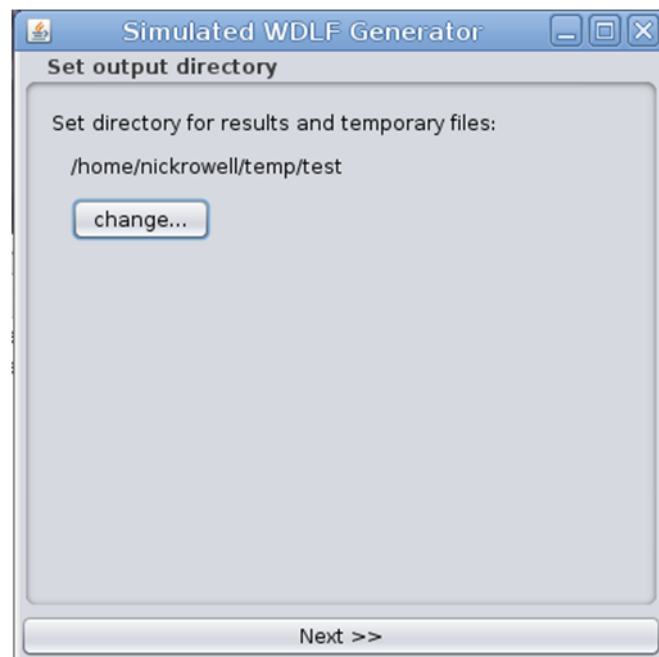 Simulated WDLF Generator
Set output directory
Set directory for results and temporary files:
/home/nickrowell/temp/test
change...
Next >>